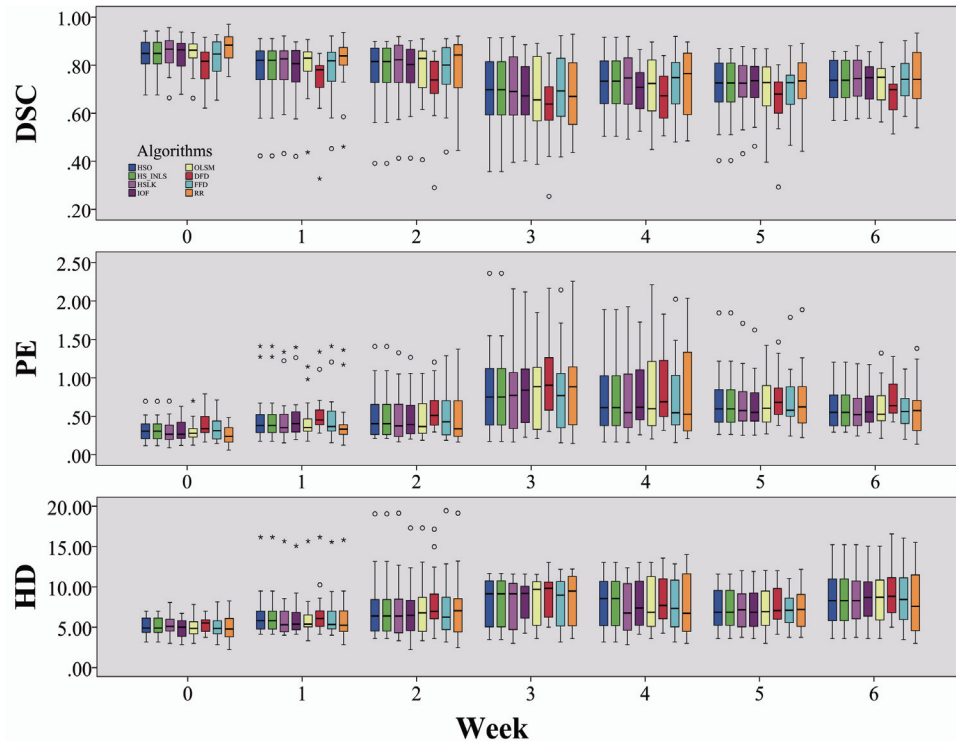 DSC
1.00
.80
.60
.40
.20
Algorithms
HSO OLSM
HS_INLS DFD
HSLK FFD
IOF RR
0 1 2 3 4 5 6
PE
2.50
2.00
1.50
1.00
.50
.00
0 1 2 3 4 5 6
HD
20.00
15.00
10.00
5.00
.00
0 1 2 3 4 5 6
Week